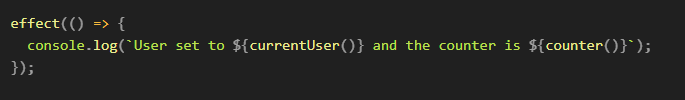 effect(() => {
  console.log(`User set to ${currentUser()} and the counter is ${counter()}`);
});